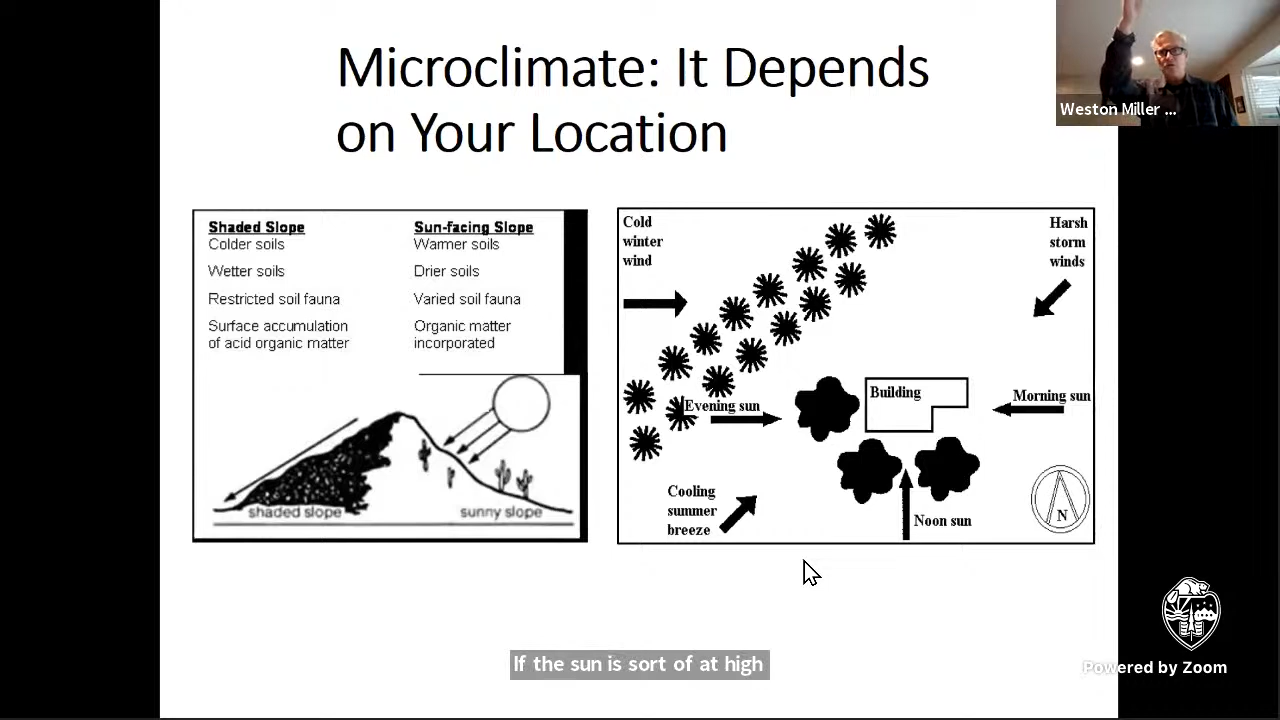 Microclimate: It Depends
on Your Location
Weston Miller ...
Shaded Slope
Colder soils
Wetter soils
Restricted soil fauna
Surface accumulation
of acid organic matter
Sun-facing Slope
Warmer soils
Drier soils
Varied soil fauna
Organic matter
incorporated
shaded slope
sunny slope
Cold
winter
wind
Harsh
storm
winds
Evening sun
Building
Morning sun
Cooling
summer
breeze
Noon sun
N
If the sun is sort of at high
Powered by Zoom